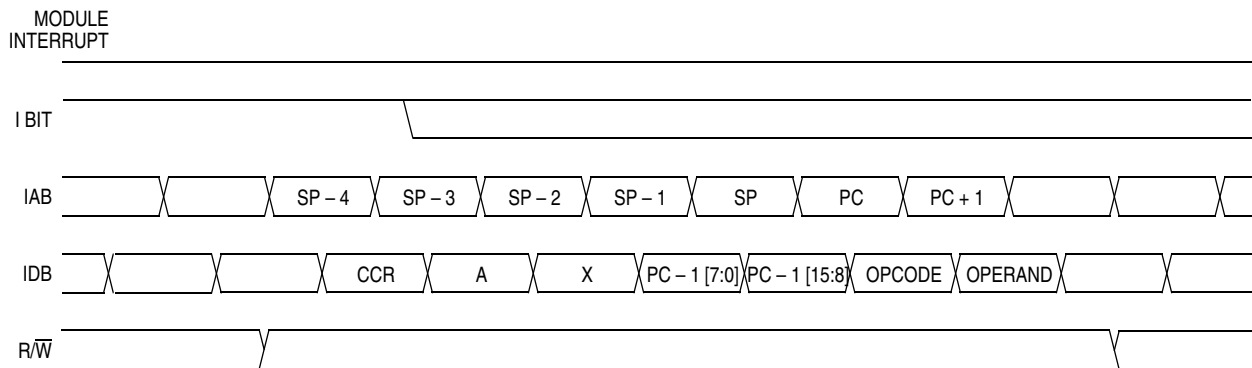 MODULE
INTERRUPT
I BIT
IAB SP – 4 SP – 3 SP – 2 SP – 1 SP PC PC + 1
IDB CCR A X PC – 1 [7:0] PC – 1 [15:8] OPCODE OPERAND
R/W̅